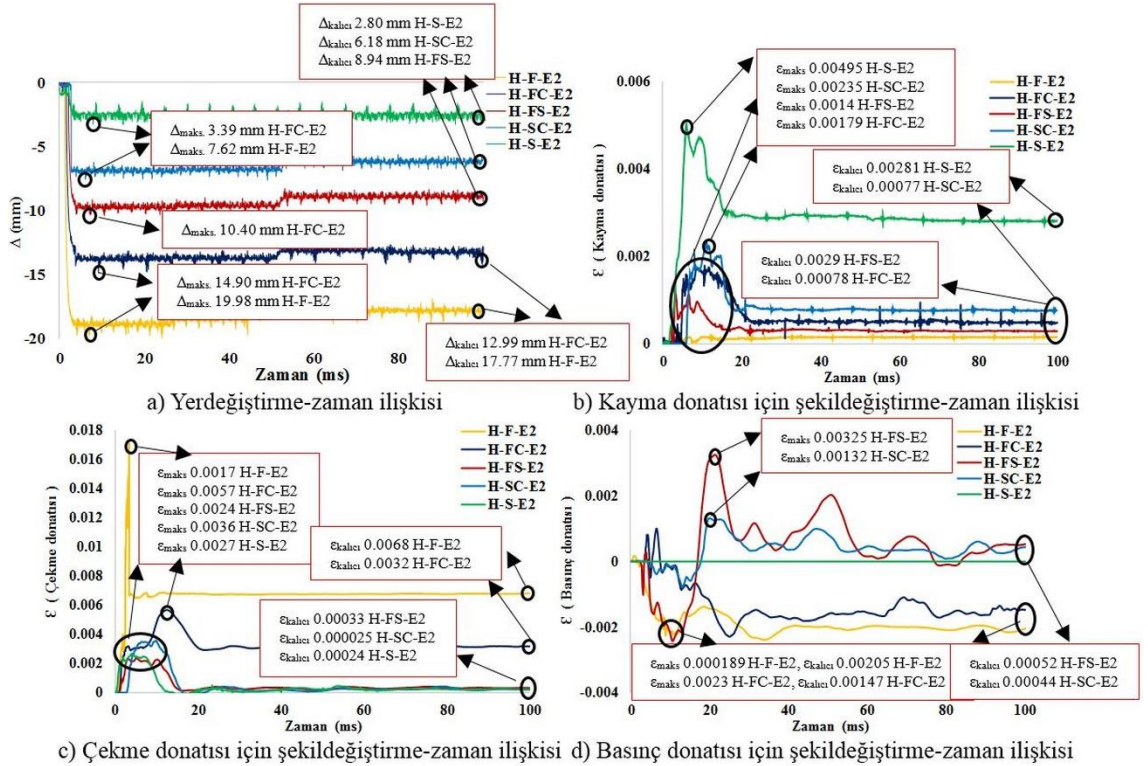 Δkalıcı 2.80 mm H-S-E2
Δkalıcı 6.18 mm H-SC-E2
Δkalıcı 8.94 mm H-FS-E2
H-F-E2
H-FC-E2
H-FS-E2
H-SC-E2
H-S-E2
Δmaks. 3.39 mm H-FC-E2
Δmaks. 7.62 mm H-F-E2
Δmaks. 10.40 mm H-FC-E2
Δmaks. 14.90 mm H-FC-E2
Δmaks. 19.98 mm H-F-E2
Δkalıcı 12.99 mm H-FC-E2
Δkalıcı 17.77 mm H-F-E2
Δ (mm)
0
-5
-10
-15
-20
0 20 40 60 80
Zaman (ms)
a) Yerdeğiştirme-zaman ilişkisi
εmaks 0.00495 H-S-E2
εmaks 0.00235 H-SC-E2
εmaks 0.0014 H-FS-E2
εmaks 0.00179 H-FC-E2
H-F-E2
H-FC-E2
H-FS-E2
H-SC-E2
H-S-E2
εkalıcı 0.00281 H-S-E2
εkalıcı 0.00077 H-SC-E2
εkalıcı 0.0029 H-FS-E2
εkalıcı 0.00078 H-FC-E2
ε (Kayma donatısı)
0.006
0.004
0.002
0
0 20 40 60 80 100
Zaman (ms)
b) Kayma donatısı için şekildeğiştirme-zaman ilişkisi
H-F-E2
H-FC-E2
H-FS-E2
H-SC-E2
H-S-E2
εmaks 0.0017 H-F-E2
εmaks 0.0057 H-FC-E2
εmaks 0.0024 H-FS-E2
εmaks 0.0036 H-SC-E2
εmaks 0.0027 H-S-E2
εkalıcı 0.0068 H-F-E2
εkalıcı 0.0032 H-FC-E2
εkalıcı 0.00033 H-FS-E2
εkalıcı 0.000025 H-SC-E2
εkalıcı 0.00024 H-S-E2
ε ( Çekme donatısı)
0.018
0.016
0.014
0.012
0.01
0.008
0.006
0.004
0.002
0
0 20 40 60 80 100
Zaman (ms)
c) Çekme donatısı için şekildeğiştirme-zaman ilişkisi
εmaks 0.00325 H-FS-E2
εmaks 0.00132 H-SC-E2
H-F-E2
H-FC-E2
H-FS-E2
H-SC-E2
H-S-E2
εmaks 0.000189 H-F-E2, εkalıcı 0.00205 H-F-E2
εmaks 0.0023 H-FC-E2, εkalıcı 0.00147 H-FC-E2
εkalıcı 0.00052 H-FS-E2
εkalıcı 0.00044 H-SC-E2
ε ( Basınç donatısı)
0.004
0.002
0
-0.002
-0.004
0 20 40 60 80 100
Zaman (ms)
d) Basınç donatısı için şekildeğiştirme-zaman ilişkisi